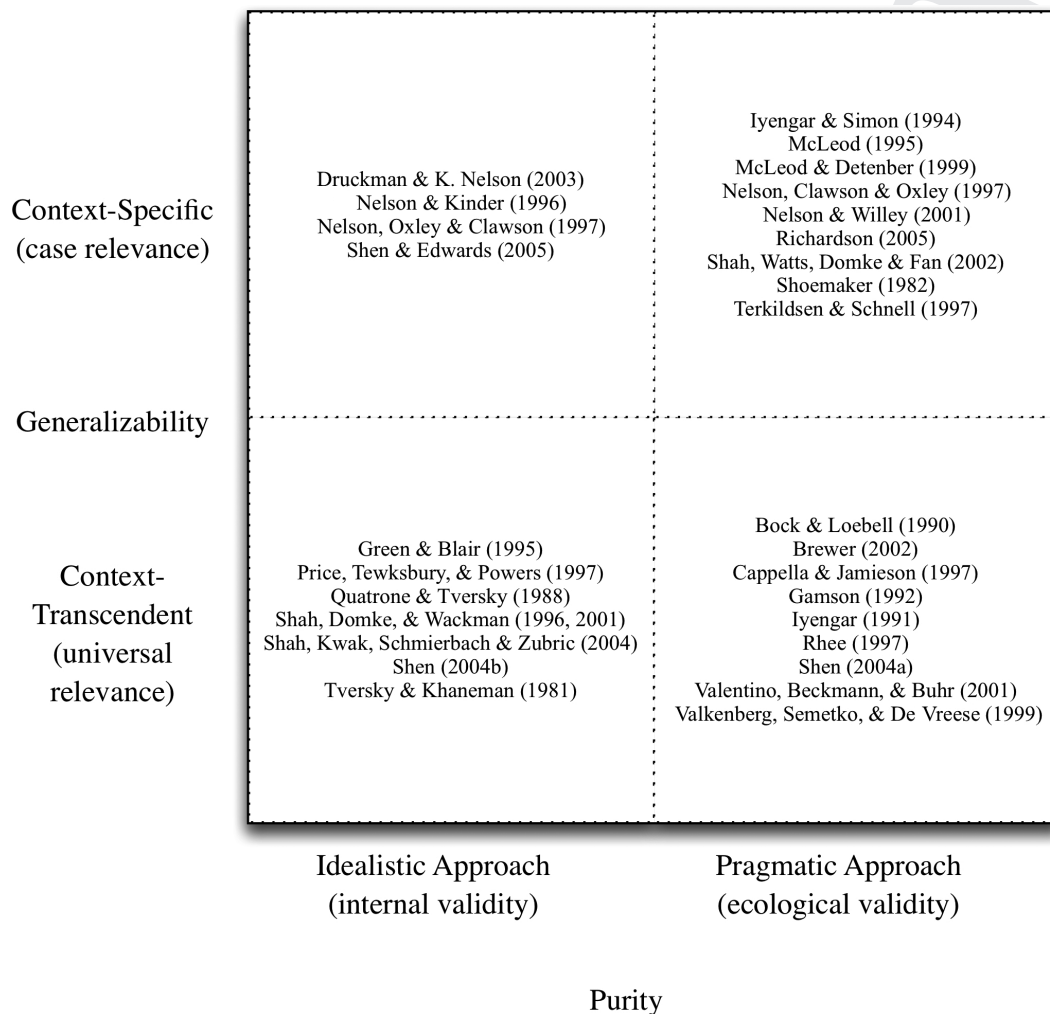 Context-Specific
(case relevance)
Druckman & K. Nelson (2003)
Nelson & Kinder (1996)
Nelson, Oxley & Clawson (1997)
Shen & Edwards (2005)
Iyengar & Simon (1994)
McLeod (1995)
McLeod & Detenber (1999)
Nelson, Clawson & Oxley (1997)
Nelson & Willey (2001)
Richardson (2005)
Shah, Watts, Domke & Fan (2002)
Shoemaker (1982)
Terkildsen & Schnell (1997)
Generalizability
Context-
Transcendent
(universal
relevance)
Green & Blair (1995)
Price, Tewksbury, & Powers (1997)
Quatrone & Tversky (1988)
Shah, Domke, & Wackman (1996, 2001)
Shah, Kwak, Schmierbach & Zubric (2004)
Shen (2004b)
Tversky & Khaneman (1981)
Bock & Loebell (1990)
Brewer (2002)
Cappella & Jamieson (1997)
Gamson (1992)
Iyengar (1991)
Rhee (1997)
Shen (2004a)
Valentino, Beckmann, & Buhr (2001)
Valkenberg, Semetko, & De Vreese (1999)
Idealistic Approach
(internal validity)
Pragmatic Approach
(ecological validity)
Purity